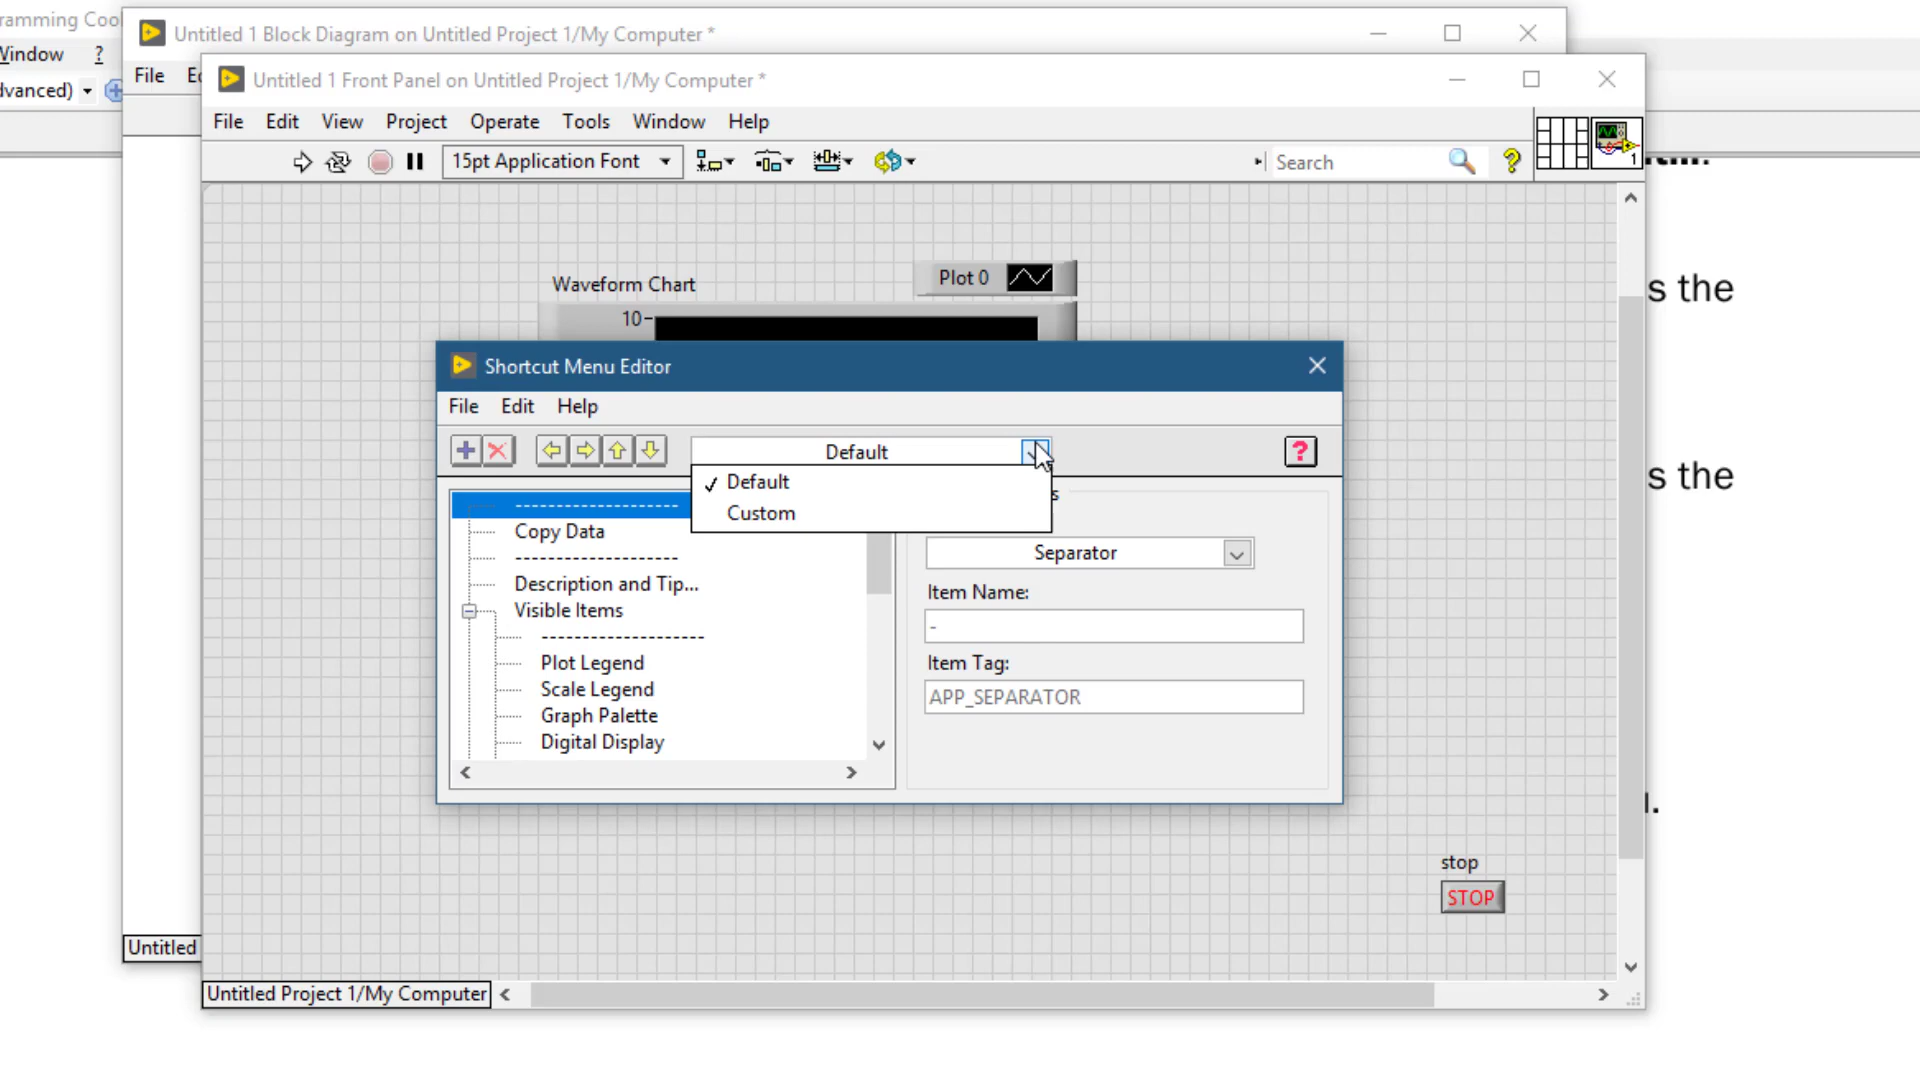 ramming Coo
Window ?
dvanced)
Untitled 1 Block Diagram on Untitled Project 1/My Computer *
File
Untitled 1 Front Panel on Untitled Project 1/My Computer *
File Edit View Project Operate Tools Window Help
15pt Application Font
Search
?
1
Waveform Chart
Plot 0
10
s the
Shortcut Menu Editor
File Edit Help
Default
?
Default
Custom
s
Copy Data
Description and Tip...
Visible Items
Plot Legend
Scale Legend
Graph Palette
Digital Display
Separator
Item Name:
-
Item Tag:
APP_SEPARATOR
s the
stop
STOP
Untitled
Untitled Project 1/My Computer